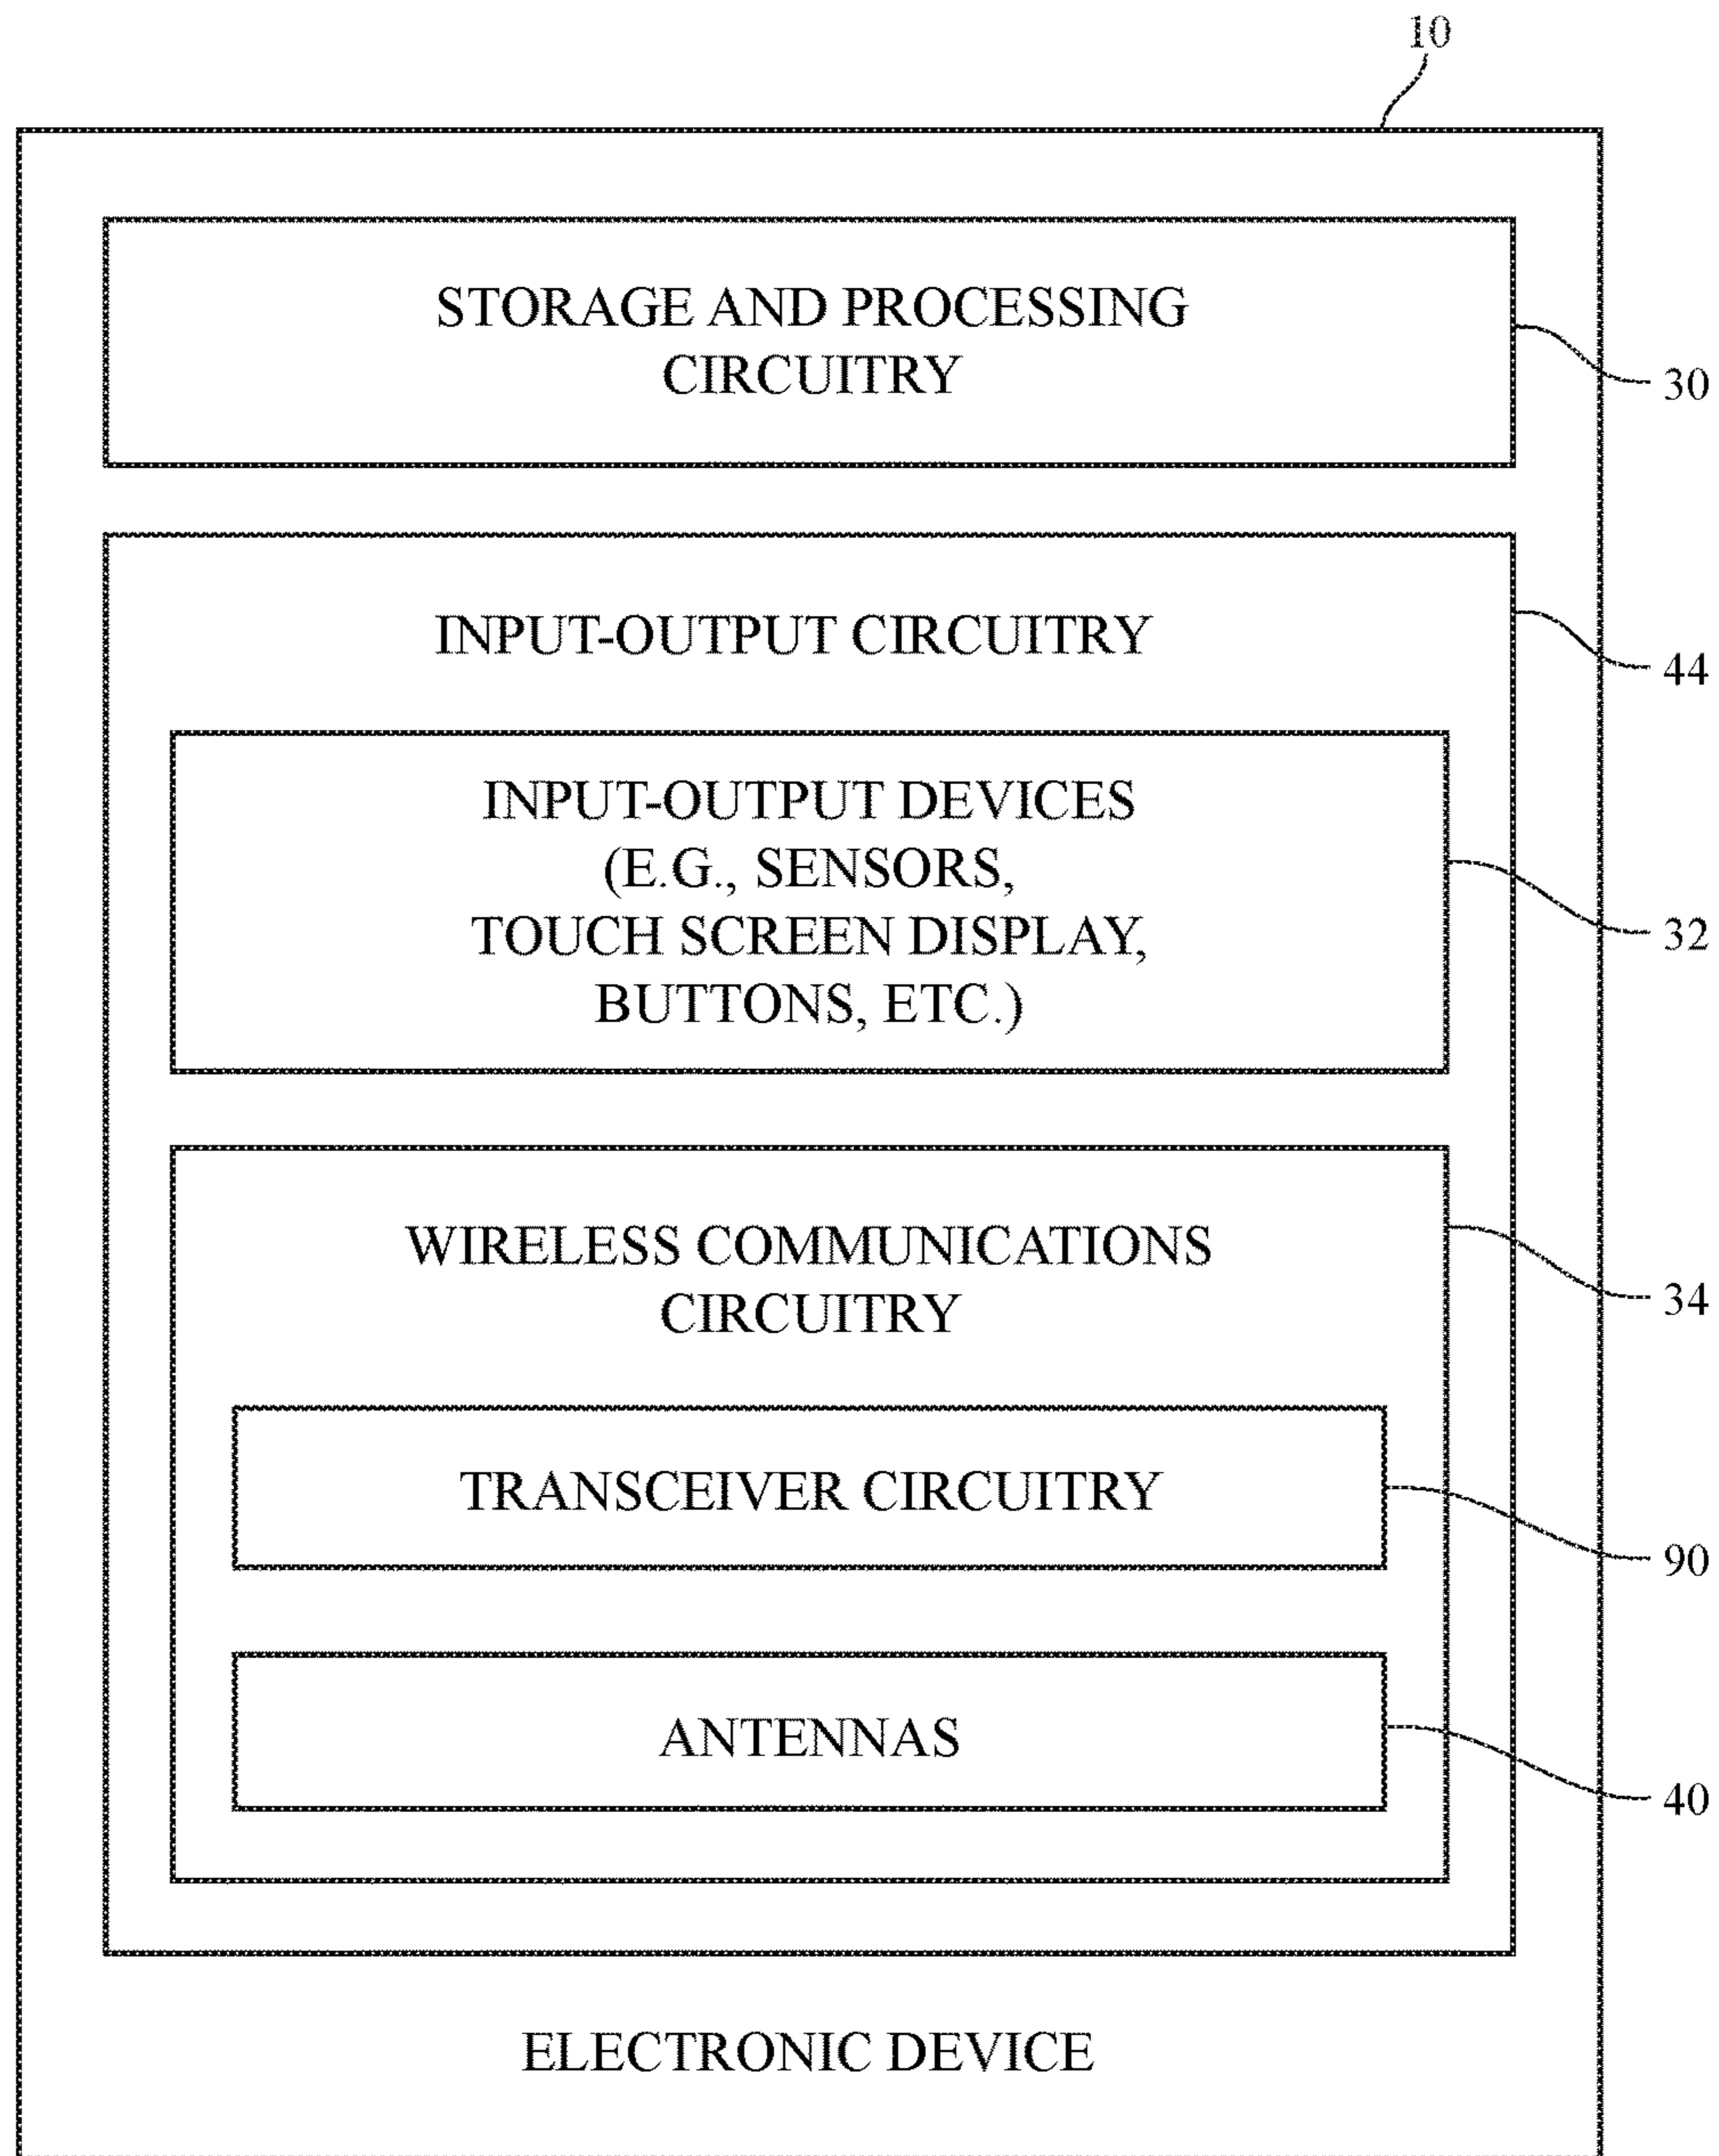 10
STORAGE AND PROCESSING
CIRCUITRY
30
INPUT-OUTPUT CIRCUITRY
44
INPUT-OUTPUT DEVICES
(E.G., SENSORS,
TOUCH SCREEN DISPLAY,
BUTTONS, ETC.)
32
WIRELESS COMMUNICATIONS
CIRCUITRY
34
TRANSCEIVER CIRCUITRY
90
ANTENNAS
40
ELECTRONIC DEVICE